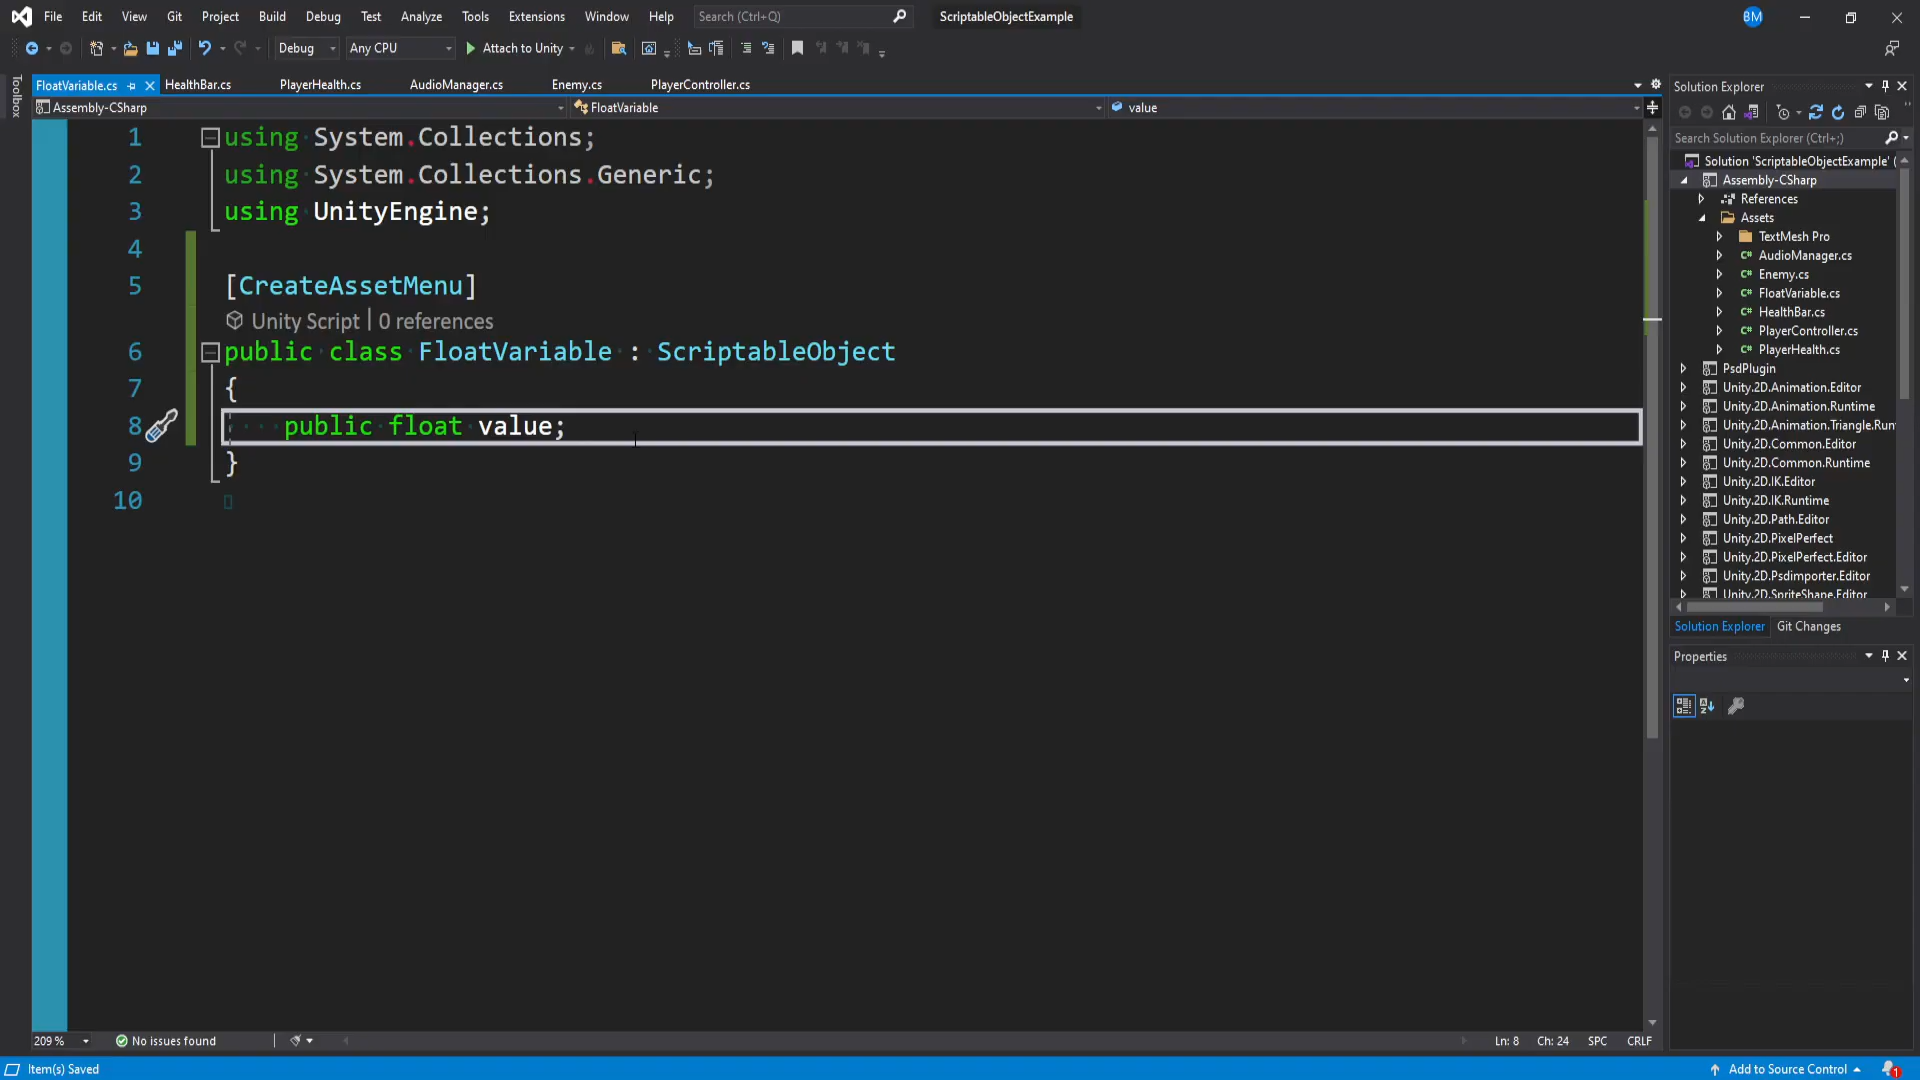 File Edit View Git Project Build Debug Test Analyze Tools Extensions Window Help Search (Ctrl+Q) ScriptableObjectExample BM
Debug Any CPU Attach to Unity
Toolbox
FloatVariable.cs HealthBar.cs PlayerHealth.cs AudioManager.cs Enemy.cs PlayerController.cs
Assembly-CSharp FloatVariable value
1 using System.Collections;
2 using System.Collections.Generic;
3 using UnityEngine;
4
5 [CreateAssetMenu]
Unity Script | 0 references
6 public class FloatVariable : ScriptableObject
7 {
8 public float value;
9 }
10
209 % No issues found Ln: 8 Ch: 24 SPC CRLF
Item(s) Saved Add to Source Control 1
Solution Explorer
Search Solution Explorer (Ctrl+;)
Solution 'ScriptableObjectExample' (
Assembly-CSharp
References
Assets
TextMesh Pro
C# AudioManager.cs
C# Enemy.cs
C# FloatVariable.cs
C# HealthBar.cs
C# PlayerController.cs
C# PlayerHealth.cs
PsdPlugin
Unity.2D.Animation.Editor
Unity.2D.Animation.Runtime
Unity.2D.Animation.Triangle.Run
Unity.2D.Common.Editor
Unity.2D.Common.Runtime
Unity.2D.IK.Editor
Unity.2D.IK.Runtime
Unity.2D.Path.Editor
Unity.2D.PixelPerfect
Unity.2D.PixelPerfect.Editor
Unity.2D.Psdimporter.Editor
Unity.2D.SpriteShape.Editor
Solution Explorer Git Changes
Properties